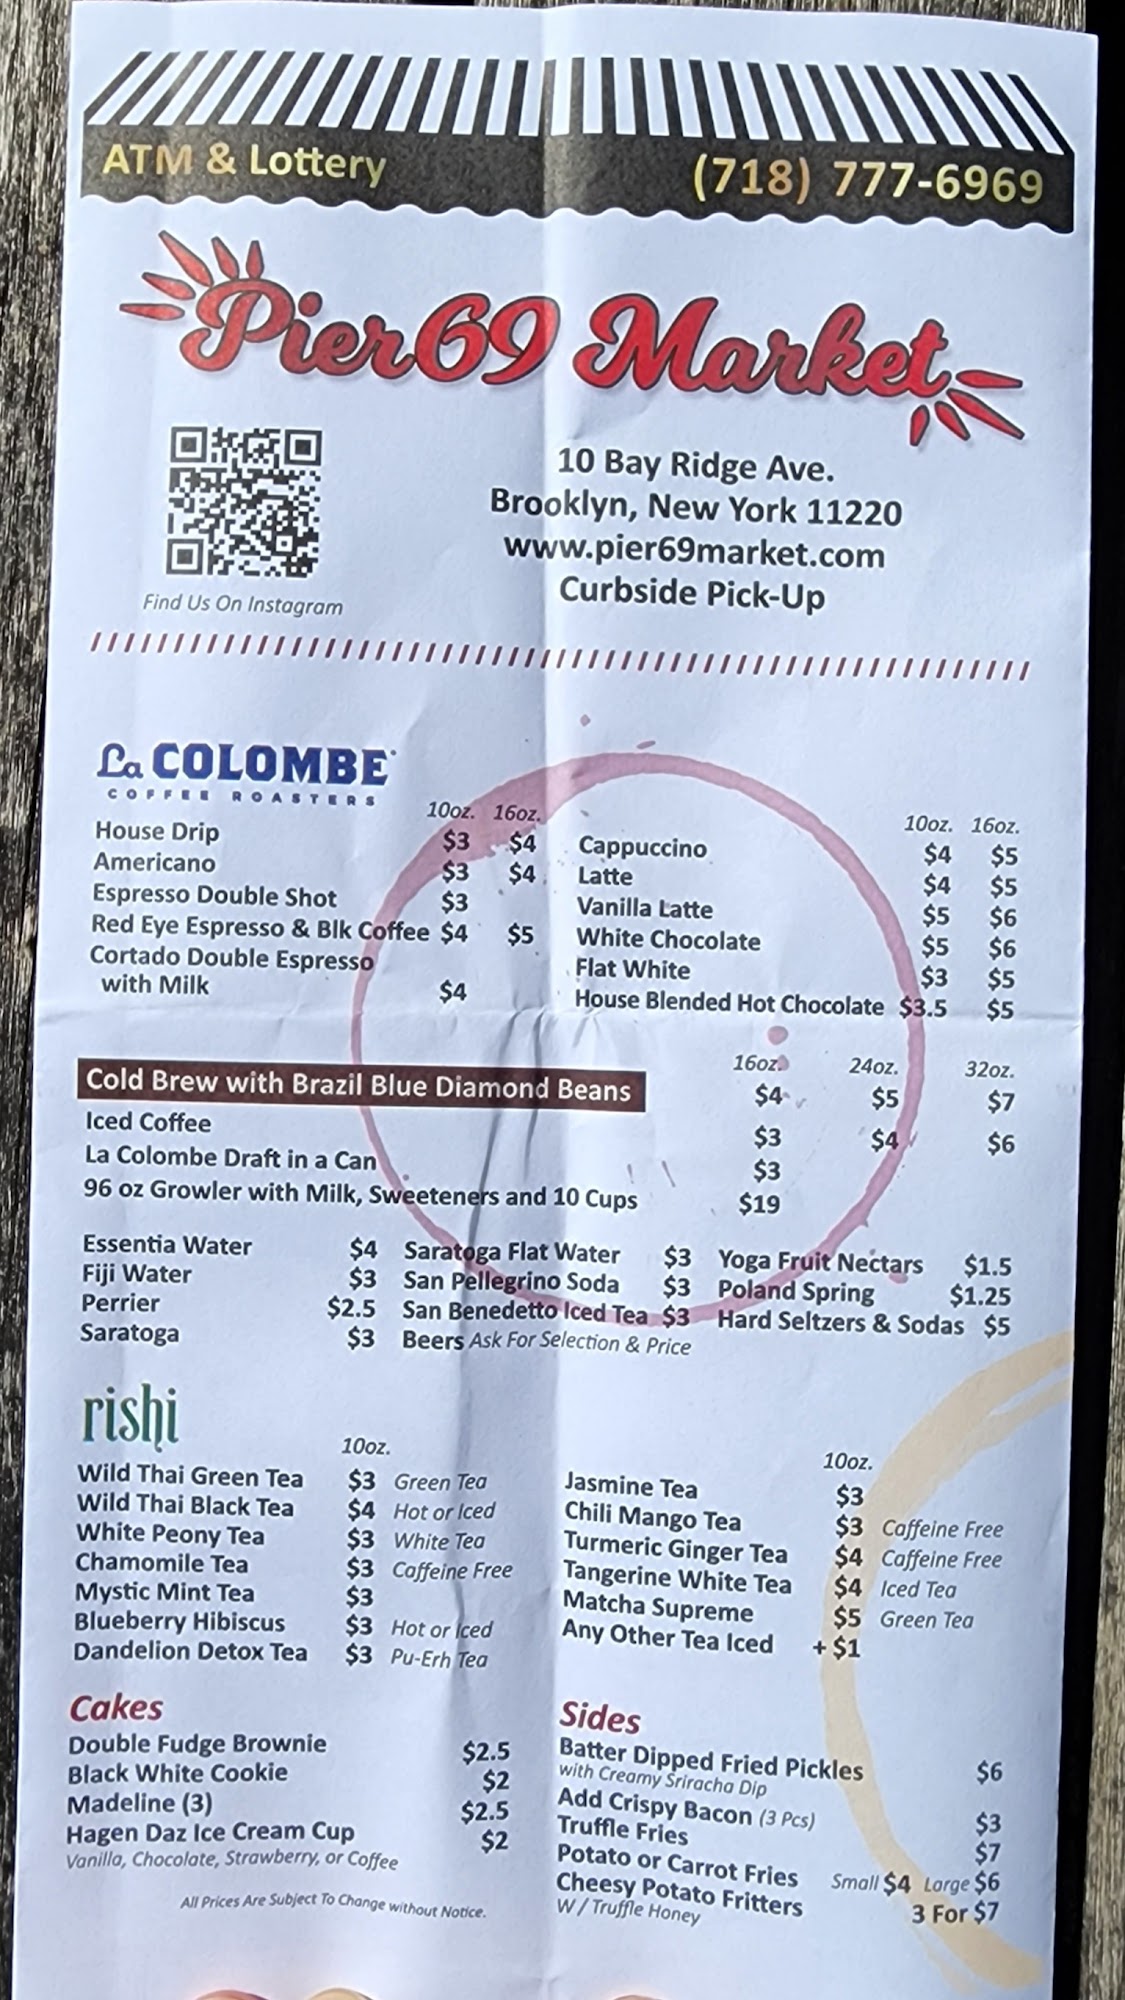 ATM & Lottery (718) 777-6969
Pier69 Market
10 Bay Ridge Ave.
Brooklyn, New York 11220
www.pier69market.com
Curbside Pick-Up
Find Us On Instagram
La COLOMBE
COFFEE ROASTERS
10oz. 16oz.
House Drip $3 $4
Americano $3 $4
Espresso Double Shot $3
Red Eye Espresso & Blk Coffee $4 $5
Cortado Double Espresso
with Milk $4
10oz. 16oz.
Cappuccino $4 $5
Latte $4 $5
Vanilla Latte $5 $6
White Chocolate $5 $6
Flat White $3 $5
House Blended Hot Chocolate $3.5 $5
16oz. 24oz. 32oz.
Cold Brew with Brazil Blue Diamond Beans $4 $5 $7
Iced Coffee $3 $4 $6
La Colombe Draft in a Can $3
96 oz Growler with Milk, Sweeteners and 10 Cups $19
Essentia Water $4 Saratoga Flat Water $3 Yoga Fruit Nectars $1.5
Fiji Water $3 San Pellegrino Soda $3 Poland Spring $1.25
Perrier $2.5 San Benedetto Iced Tea $3 Hard Seltzers & Sodas $5
Saratoga $3 Beers Ask For Selection & Price
rishi
10oz.
Wild Thai Green Tea $3 Green Tea
Wild Thai Black Tea $4 Hot or Iced
White Peony Tea $3 White Tea
Chamomile Tea $3 Caffeine Free
Mystic Mint Tea $3
Blueberry Hibiscus $3 Hot or Iced
Dandelion Detox Tea $3 Pu-Erh Tea
10oz.
Jasmine Tea $3
Chili Mango Tea $3 Caffeine Free
Turmeric Ginger Tea $4 Caffeine Free
Tangerine White Tea $4 Iced Tea
Matcha Supreme $5 Green Tea
Any Other Tea Iced + $1
Cakes
Double Fudge Brownie $2.5
Black White Cookie $2
Madeline (3) $2.5
Hagen Daz Ice Cream Cup $2
Vanilla, Chocolate, Strawberry, or Coffee
All Prices Are Subject To Change without Notice.
Sides
Batter Dipped Fried Pickles $6
with Creamy Sriracha Dip
Add Crispy Bacon (3 Pcs) $3
Truffle Fries $7
Potato or Carrot Fries Small $4 Large $6
Cheesy Potato Fritters 3 For $7
W / Truffle Honey